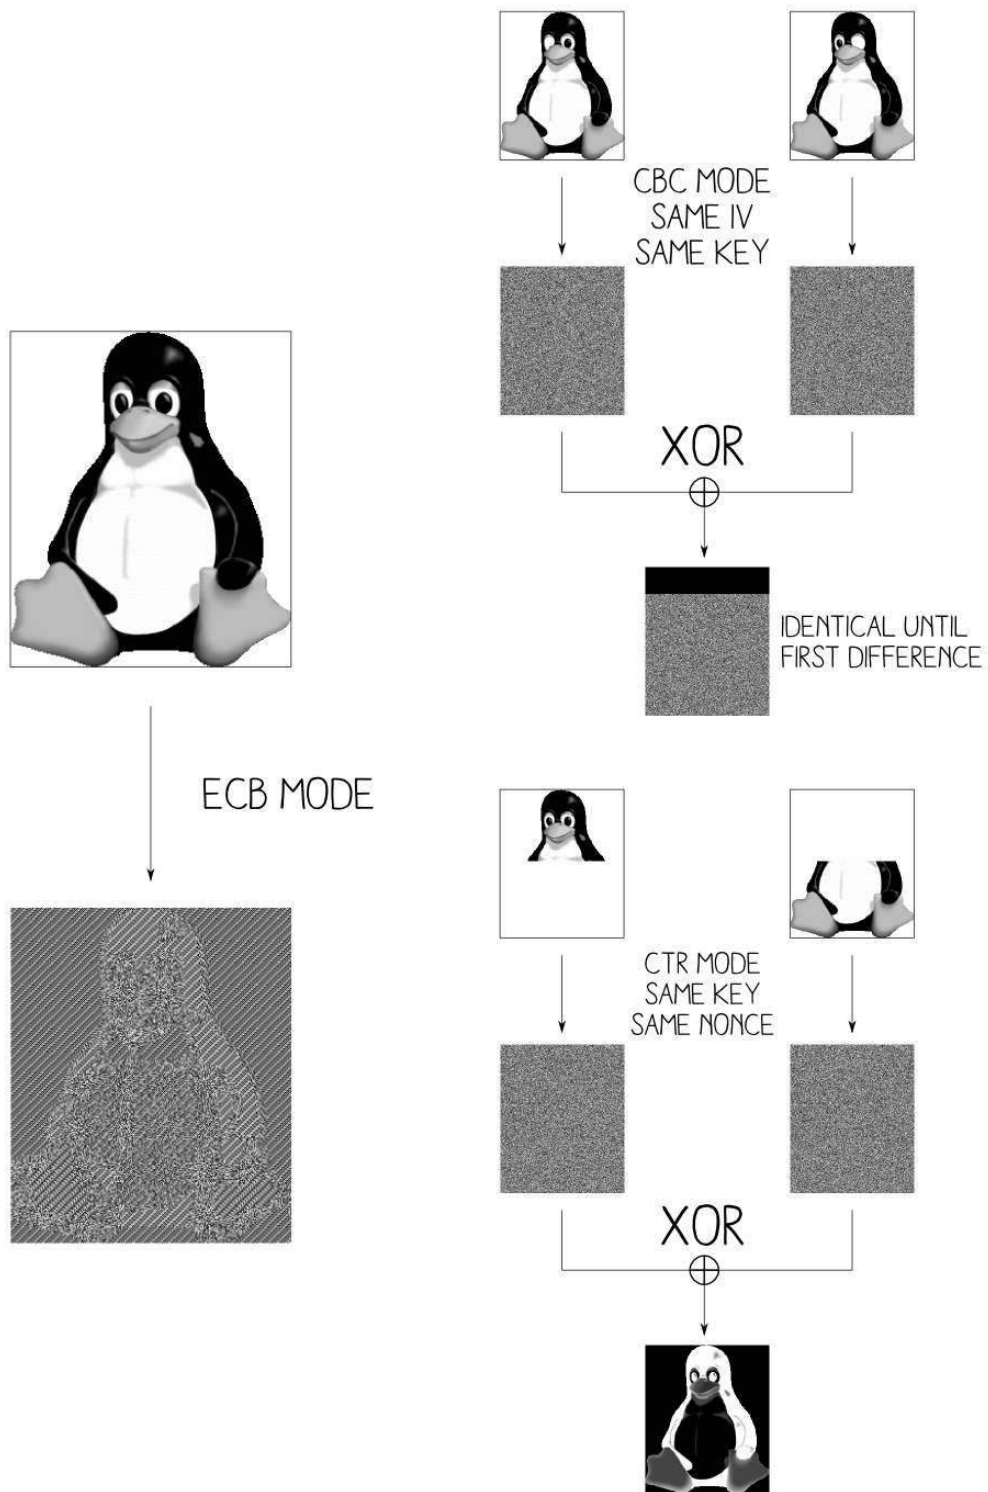 CBC MODE
SAME IV
SAME KEY
XOR
IDENTICAL UNTIL
FIRST DIFFERENCE
ECB MODE
CTR MODE
SAME KEY
SAME NONCE
XOR